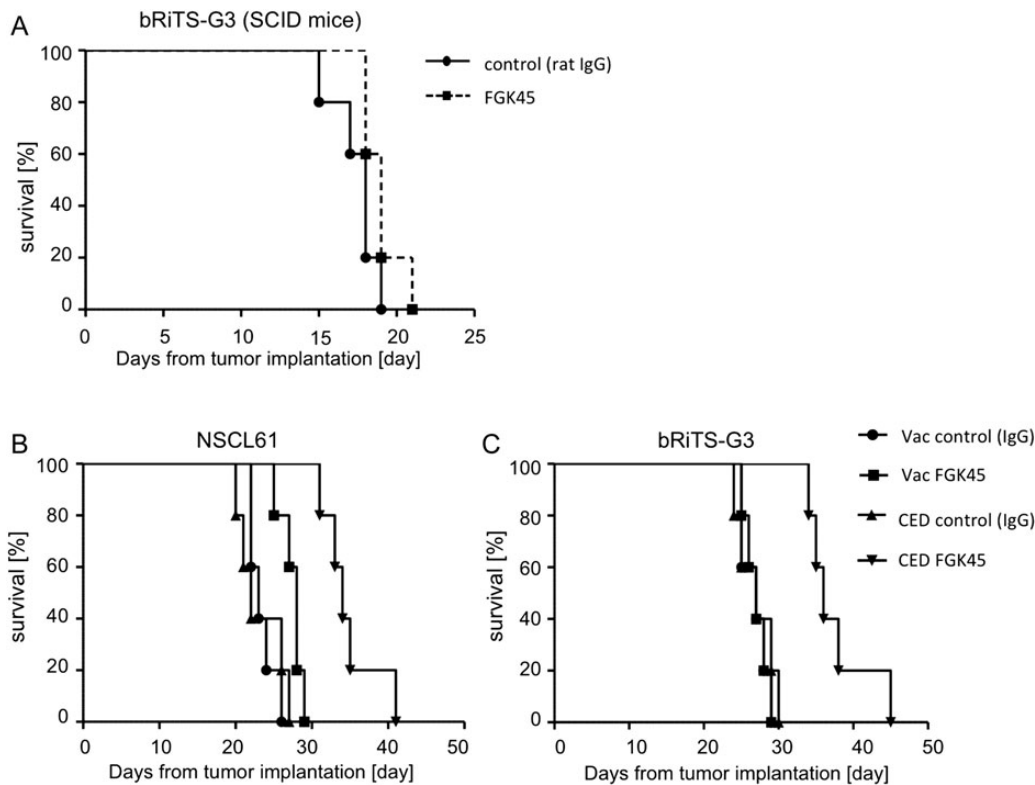 A
bRiTS-G3 (SCID mice)
100
80
60
40
20
0
survival [%]
0 5 10 15 20 25
Days from tumor implantation [day]
control (rat IgG)
FGK45
B
NSCL61
100
80
60
40
20
0
survival [%]
0 10 20 30 40 50
Days from tumor implantation [day]
C
bRiTS-G3
100
80
60
40
20
0
survival [%]
0 10 20 30 40 50
Days from tumor implantation [day]
Vac control (IgG)
Vac FGK45
CED control (IgG)
CED FGK45